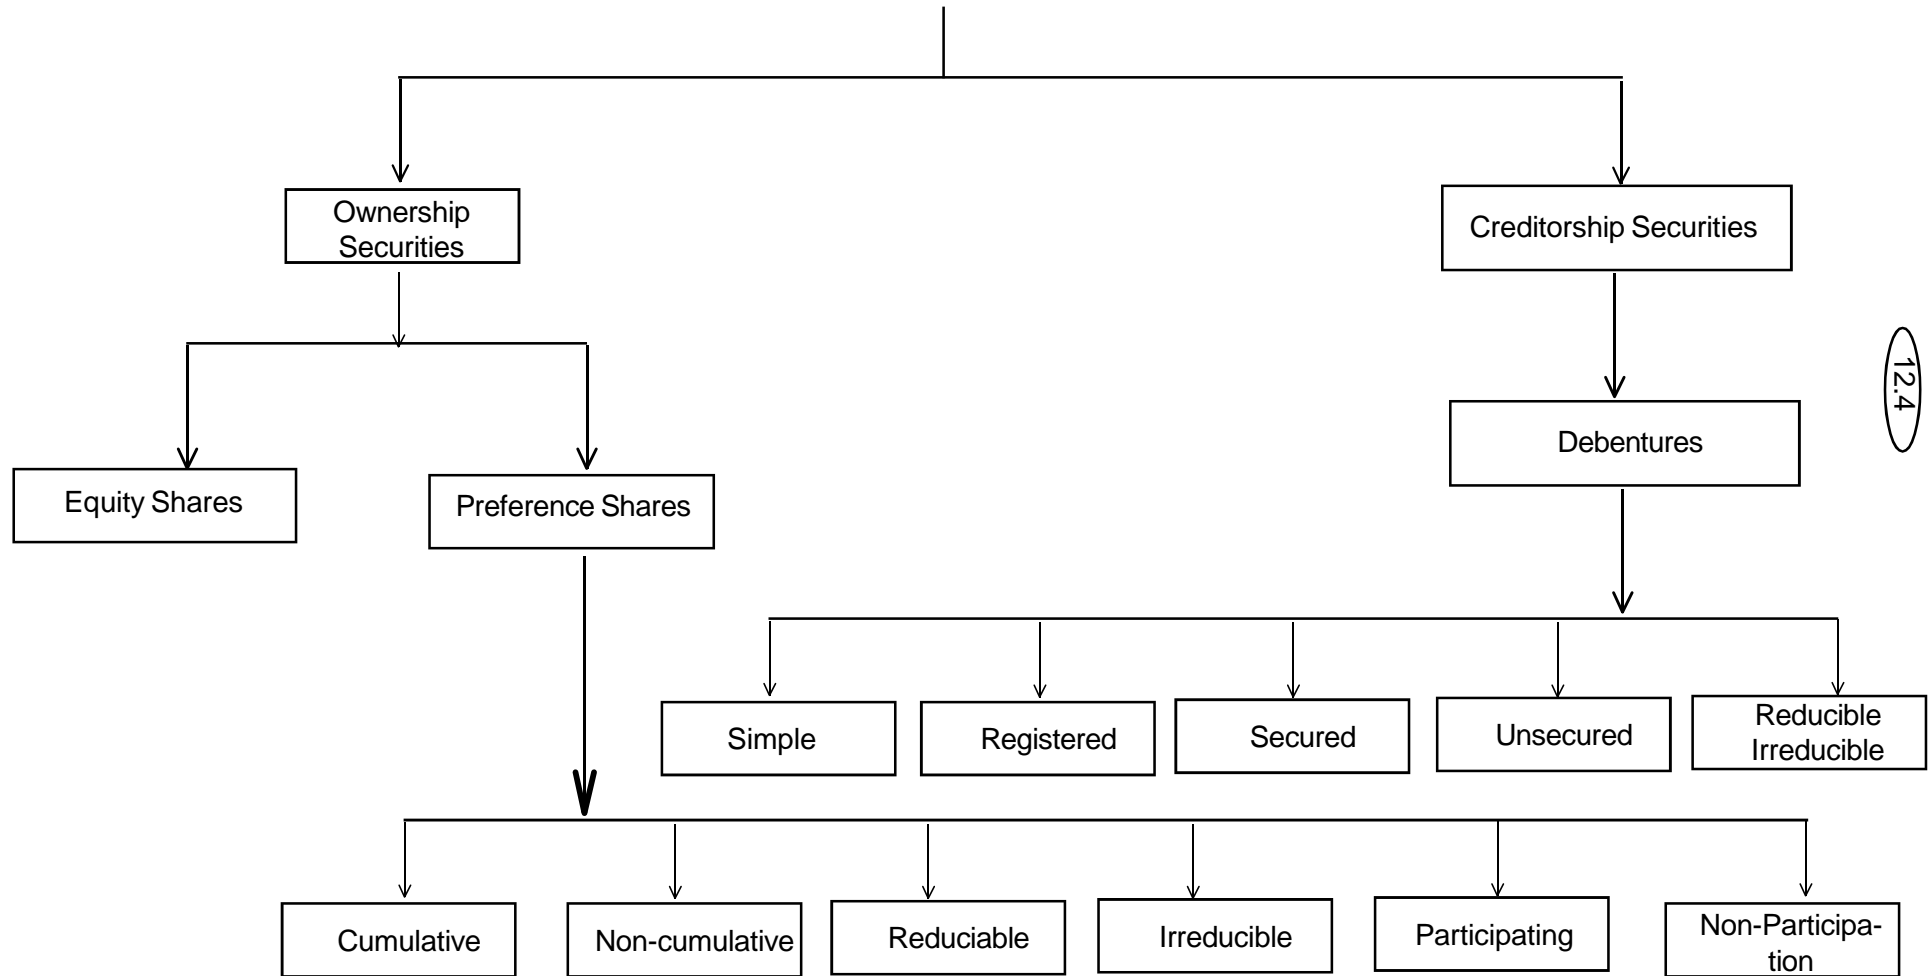 Ownership
Securities
Creditorship Securities
12.4
Debentures
Equity Shares
Preference Shares
Simple
Registered
Secured
Unsecured
Reducible
Irreducible
Cumulative
Non-cumulative
Reduciable
Irreducible
Participating
Non-Participa-
tion